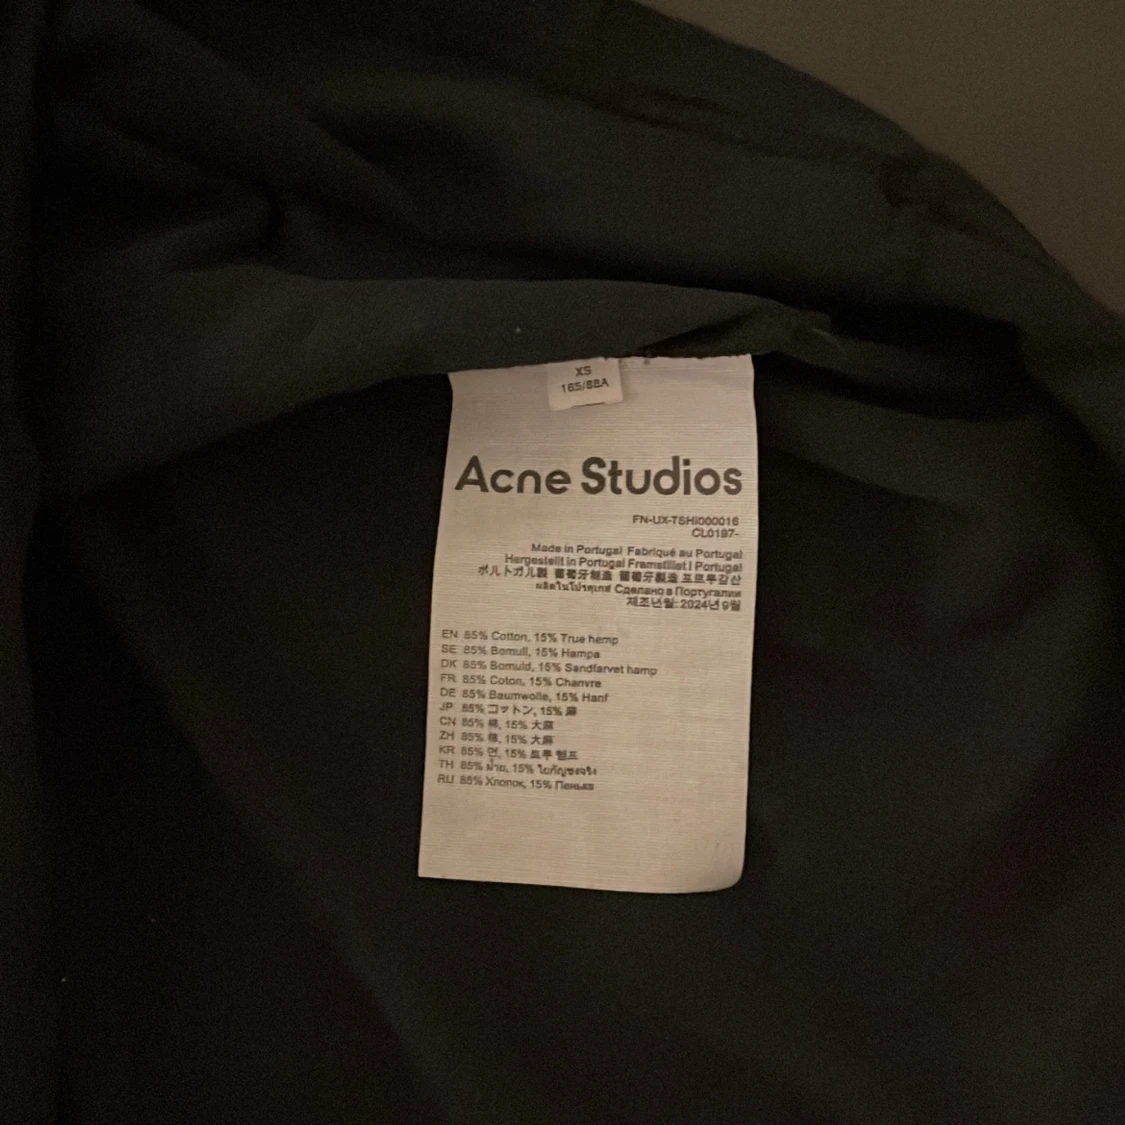 XS
165/88A
Acne Studios
FN-UX-TSHI000016
CL0197-
Made in Portugal Fabriqué au Portugal
Hergestellt in Portugal Framställlet I Portugal
ポルトガル製 葡萄牙制造 葡萄牙製造 포르투갈산
ผลิตในโปรตุเกส Сделано в Португалии
제조년월: 2024년 9월
EN 85% Cotton, 15% True hemp
SE 85% Bomull, 15% Hampa
DK 85% Bomuld, 15% Sandfarvet hamp
FR 85% Coton, 15% Chanvre
DE 85% Baumwolle, 15% Hanf
JP 85% コットン, 15% 麻
CN 85% 棉, 15% 大麻
ZH 85% 棉, 15% 大麻
KR 85% 면, 15% 트루 헴프
TH 85% ฝ้าย, 15% ใยกัญชงจริง
RU 85% Хлопок, 15% Пенька